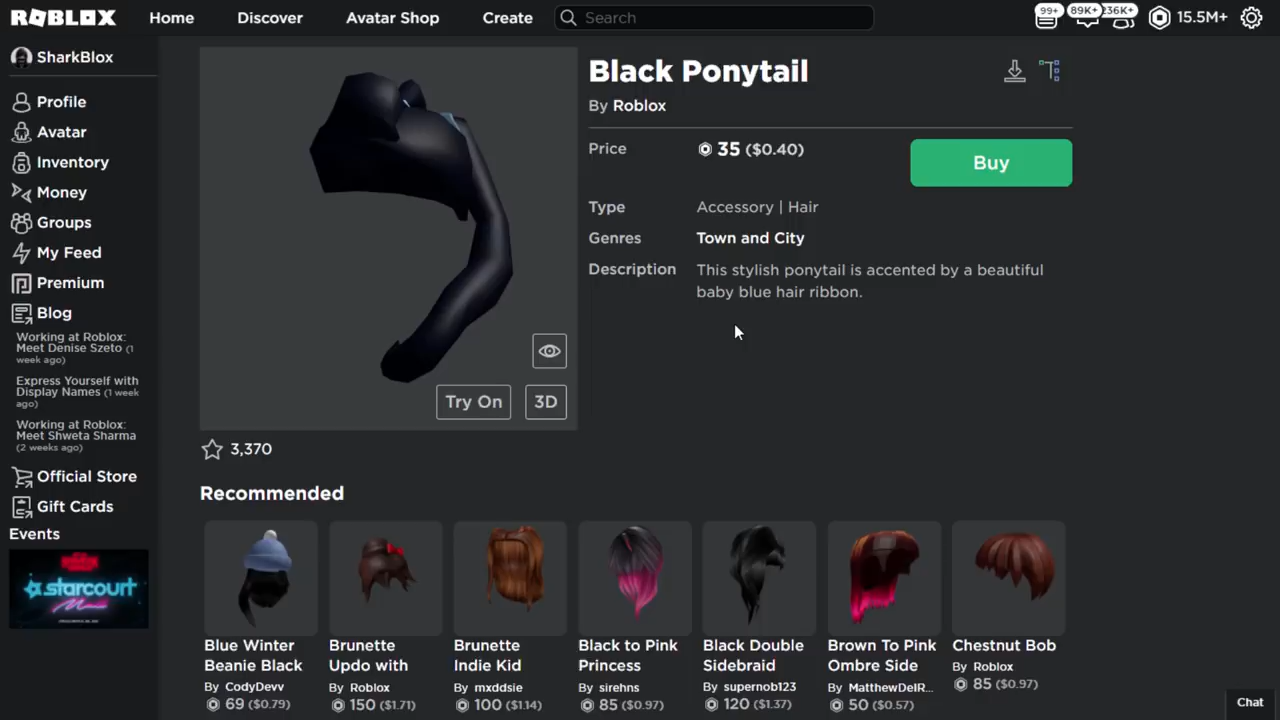 ROBLOX
Home
Discover
Avatar Shop
Create
Search
99+
89K+
236K+
15.5M+
SharkBlox
Profile
Avatar
Inventory
Money
Groups
My Feed
Premium
Blog
Working at Roblox:
Meet Denise Szeto (1
week ago)
Express Yourself with
Display Names (1 week
ago)
Working at Roblox:
Meet Shweta Sharma
(2 weeks ago)
Official Store
Gift Cards
Events
starcourt
Black Ponytail
By Roblox
Price
35 ($0.40)
Buy
Type
Accessory | Hair
Genres
Town and City
Description
This stylish ponytail is accented by a beautiful
baby blue hair ribbon.
Try On
3D
3,370
Recommended
Blue Winter
Beanie Black
By CodyDevv
69 ($0.79)
Brunette
Updo with
By Roblox
150 ($1.71)
Brunette
Indie Kid
By mxddsie
100 ($1.14)
Black to Pink
Princess
By sirehns
85 ($0.97)
Black Double
Sidebraid
By supernob123
120 ($1.37)
Brown To Pink
Ombre Side
By MatthewDelR...
50 ($0.57)
Chestnut Bob
By Roblox
85 ($0.97)
Chat